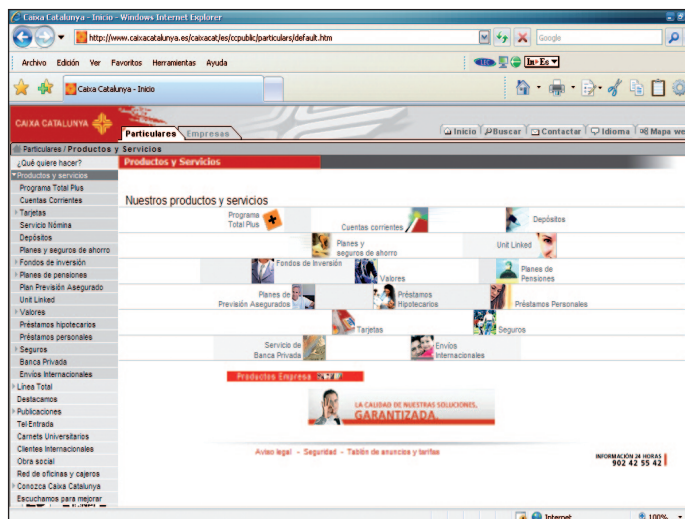 Caixa Catalunya - Inicio - Windows Internet Explorer
http://www.caixacatalunya.es/caixacat/es/ccpublic/particulars/default.htm
Google
Archivo Edición Ver Favoritos Herramientas Ayuda
In▸Es
Caixa Catalunya - Inicio
CAIXA CATALUNYA
Particulares Empresas
Inicio Buscar Contactar Idioma Mapa we
Particulares / Productos y Servicios
¿Qué quiere hacer?
Productos y servicios
Programa Total Plus
Cuentas Corrientes
Tarjetas
Servicio Nómina
Depósitos
Planes y seguros de ahorro
Fondos de inversión
Planes de pensiones
Plan Previsión Asegurado
Unit Linked
Valores
Préstamos hipotecarios
Préstamos personales
Seguros
Banca Privada
Envíos Internacionales
Línea Total
Destacamos
Publicaciones
Tel·Entrada
Carnets Universitarios
Clientes Internacionales
Obra social
Red de oficinas y cajeros
Conozca Caixa Catalunya
Escuchamos para mejorar
Productos y Servicios
Nuestros productos y servicios
Programa
Total Plus
Cuentas corrientes
Depósitos
Planes y
seguros de ahorro
Unit Linked
Fondos de Inversión
Valores
Planes de
Pensiones
Planes de
Previsión Asegurados
Préstamos
Hipotecarios
Préstamos Personales
Tarjetas
Seguros
Servicio de
Banca Privada
Envíos
Internacionales
Productos Empresa
LA CALIDAD DE NUESTRAS SOLUCIONES,
GARANTIZADA.
Aviso legal - Seguridad - Tablón de anuncios y tarifas
INFORMACIÓN 24 HORAS
902 42 55 42
Internet
100%